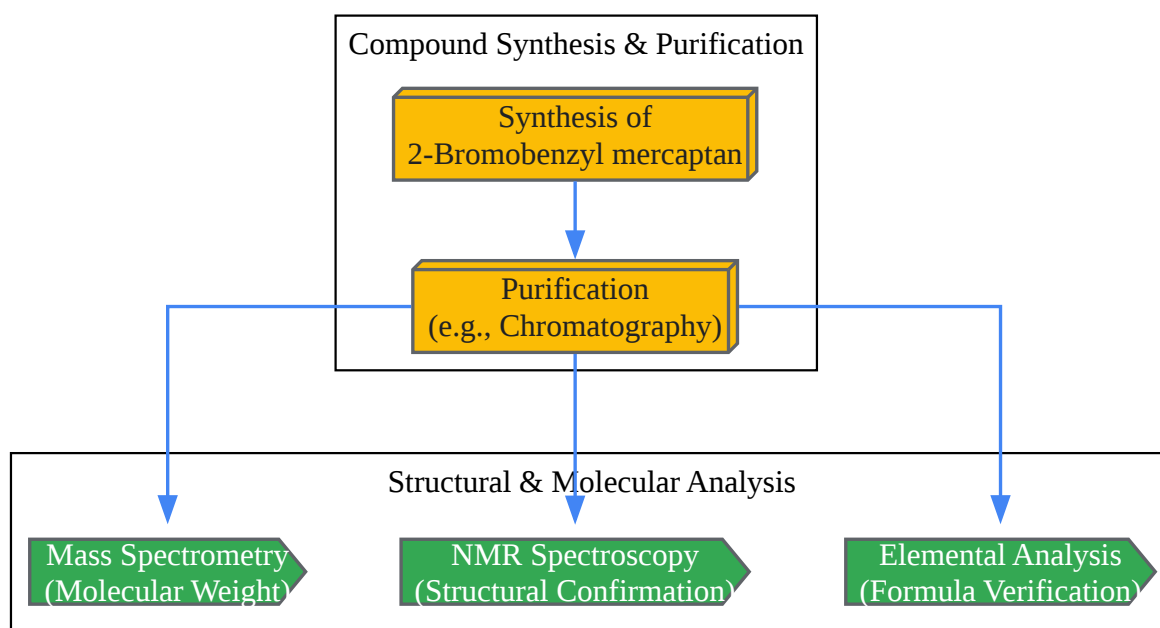 Compound Synthesis & Purification
Synthesis of
2-Bromobenzyl mercaptan
Purification
(e.g., Chromatography)
Structural & Molecular Analysis
Mass Spectrometry
(Molecular Weight)
NMR Spectroscopy
(Structural Confirmation)
Elemental Analysis
(Formula Verification)